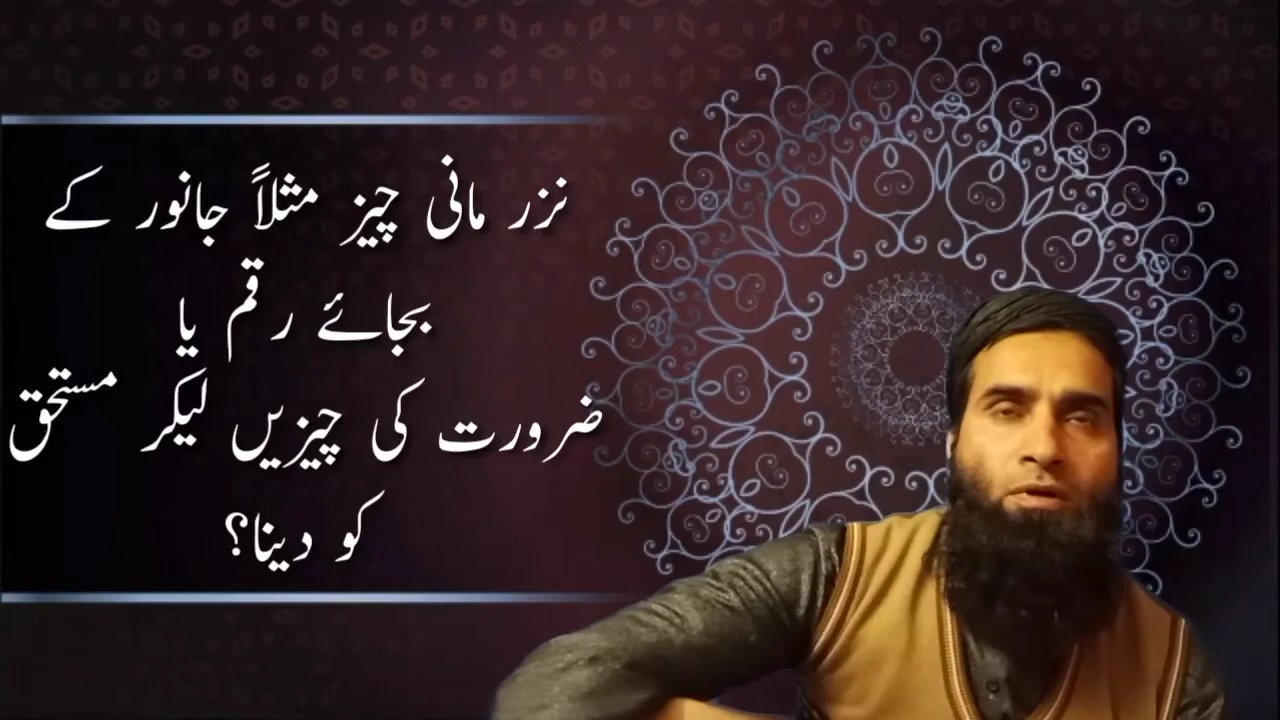 نزر مانی چیز مثلاً جانور کے
بجائے رقم یا
ضرورت کی چیزیں لیکر مستحق
کو دینا؟